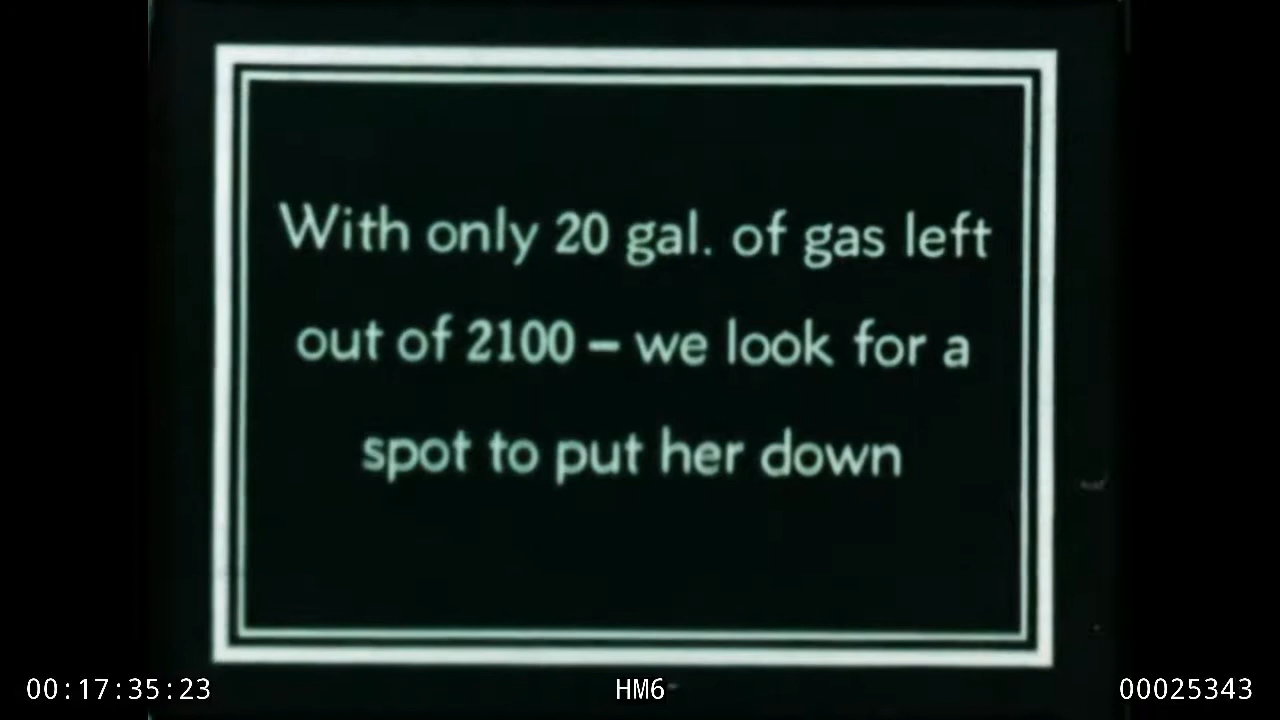 With only 20 gal. of gas left
out of 2100 – we look for a
spot to put her down
00:17:35:23 HM6 00025343